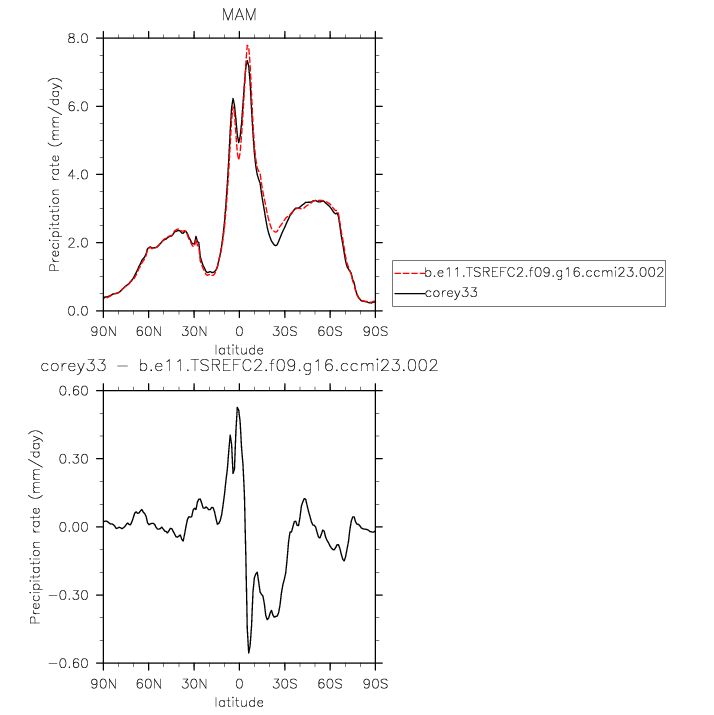 MAM
8.0
6.0
4.0
2.0
0.0
Precipitation rate (mm/day)
90N 60N 30N 0 30S 60S 90S
latitude
b.e11.TSREFC2.f09.g16.ccmi23.002
corey33
corey33 − b.e11.TSREFC2.f09.g16.ccmi23.002
0.60
0.30
0.00
−0.30
−0.60
Precipitation rate (mm/day)
90N 60N 30N 0 30S 60S 90S
latitude